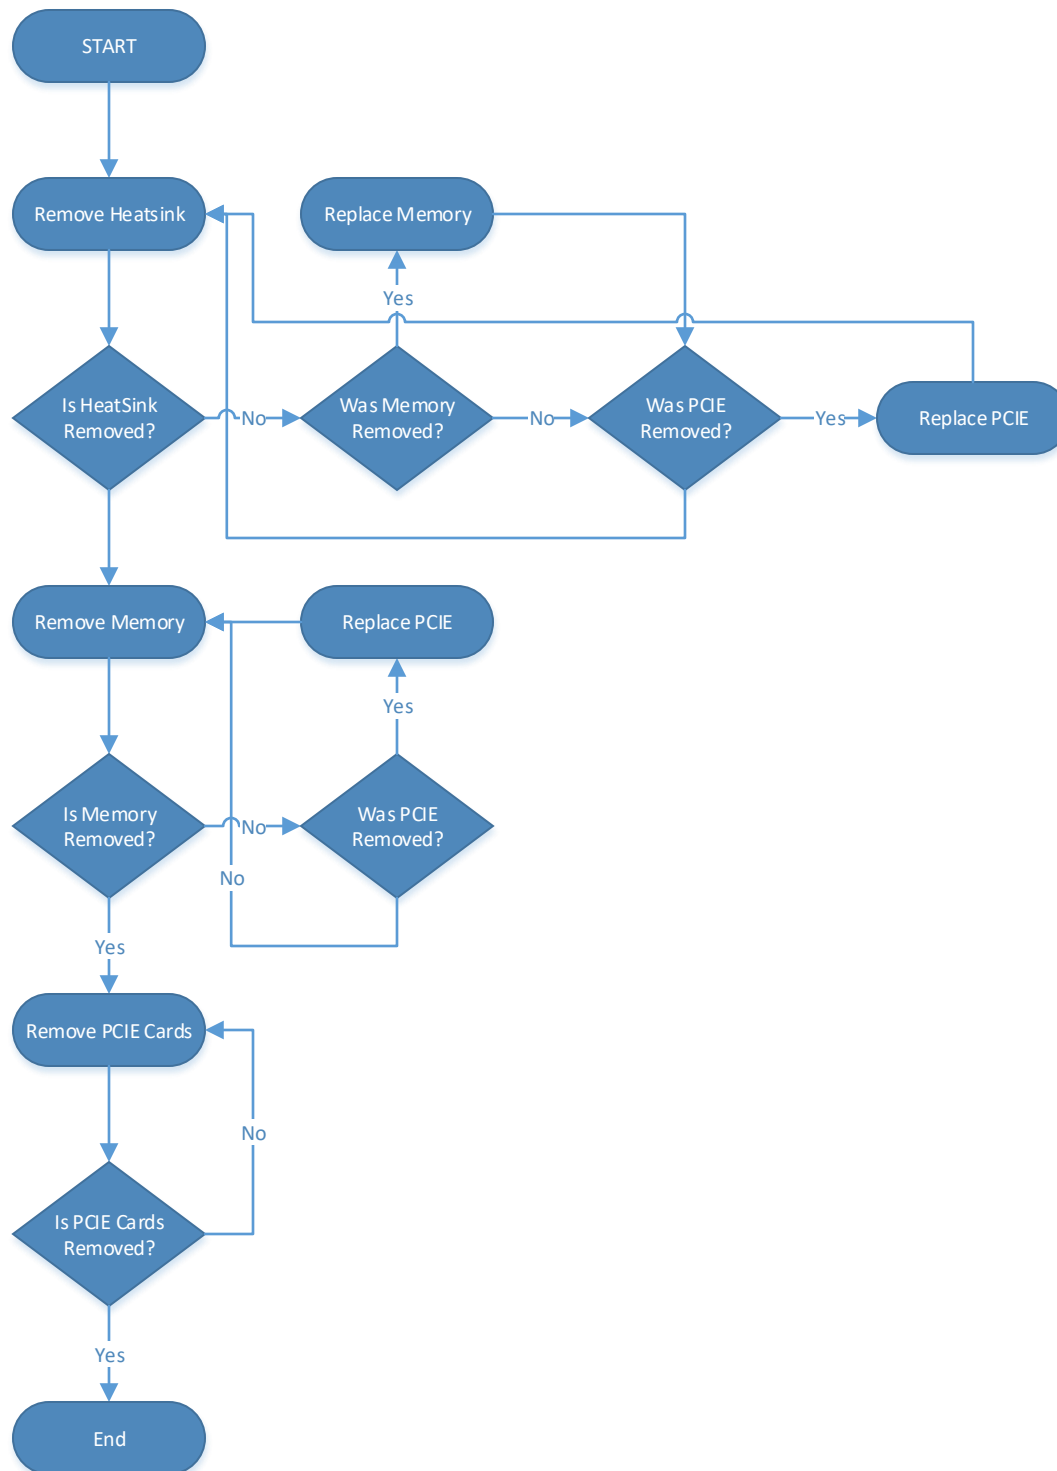 START
Remove Heatsink
Replace Memory
Yes
Is HeatSink
Removed?
No
Was Memory
Removed?
No
Was PCIE
Removed?
Yes
Replace PCIE
Remove Memory
Replace PCIE
Yes
Is Memory
Removed?
No
Was PCIE
Removed?
No
Yes
Remove PCIE Cards
No
Is PCIE Cards
Removed?
Yes
End